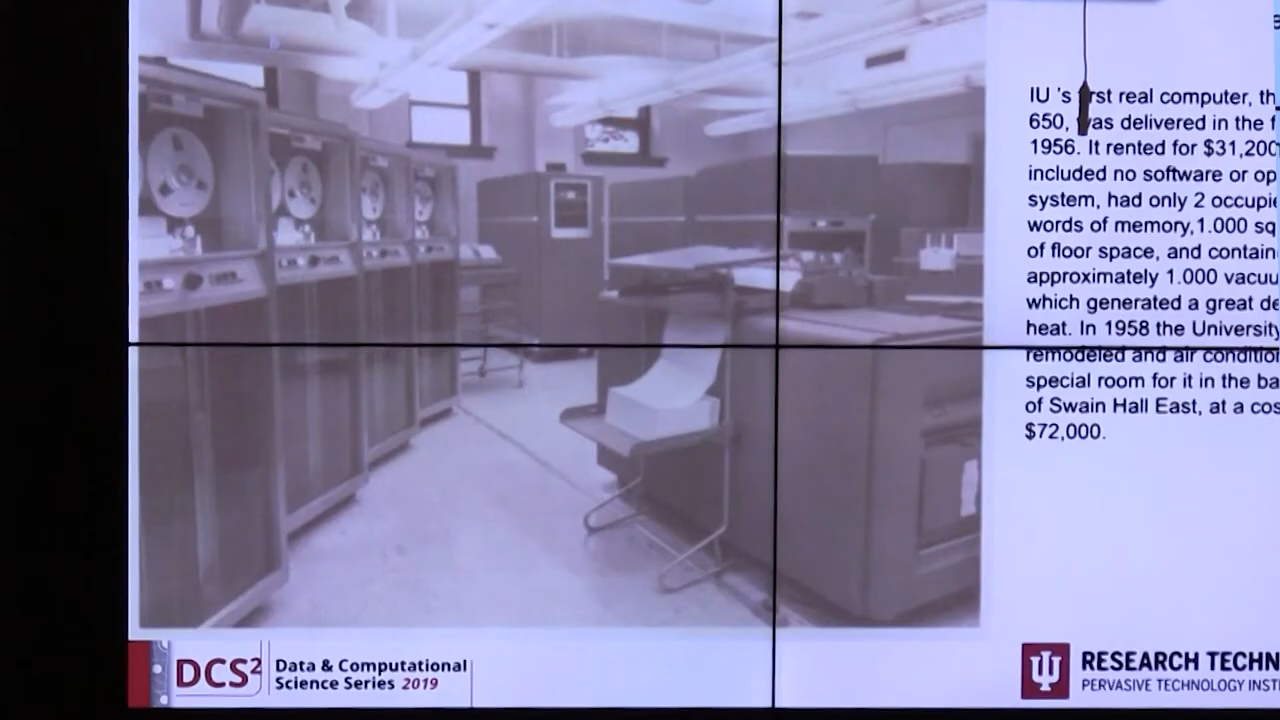 IU 's first real computer, th
650, was delivered in the f
1956. It rented for $31,200
included no software or op
system, had only 2 occupie
words of memory,1.000 sq
of floor space, and contain
approximately 1.000 vacuu
which generated a great de
heat. In 1958 the University
remodeled and air condition
special room for it in the ba
of Swain Hall East, at a cos
$72,000.
DCS2
Data & Computational
Science Series 2019
RESEARCH TECHN
PERVASIVE TECHNOLOGY INSTI